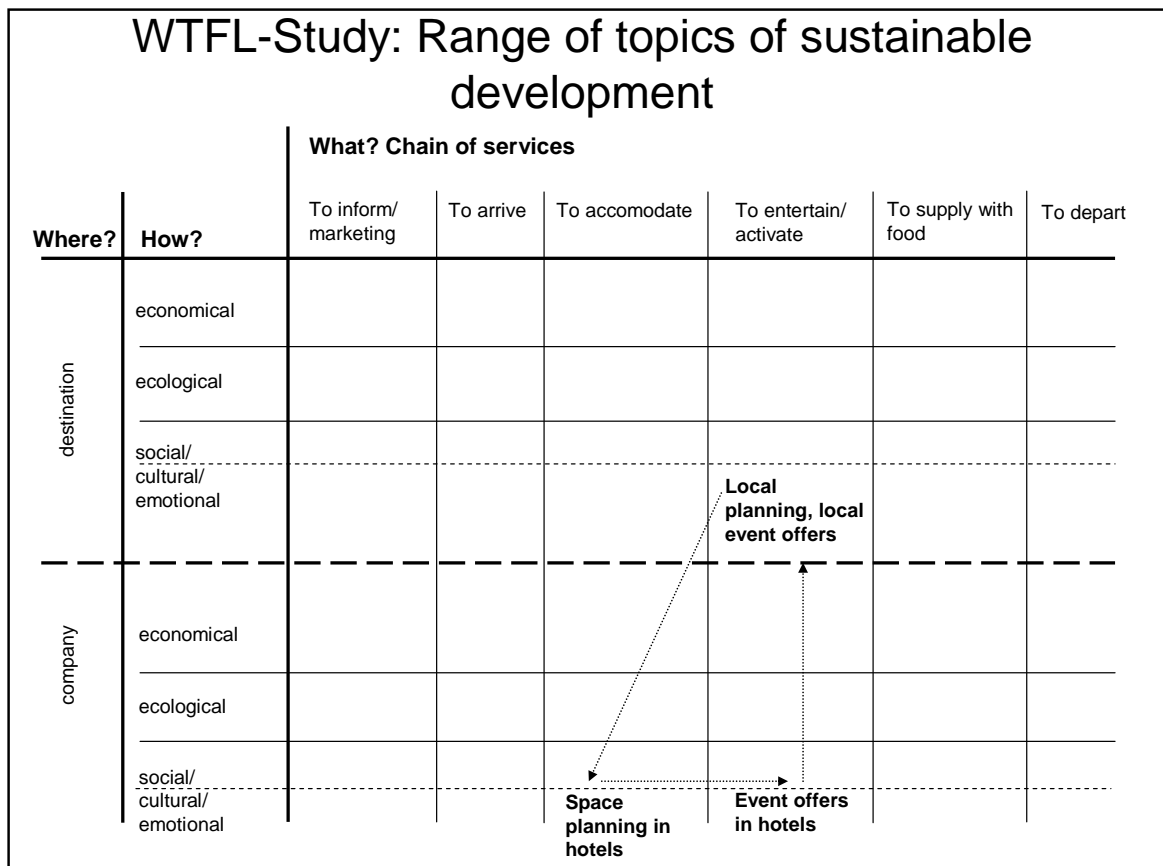 WTFL-Study: Range of topics of sustainable
development
What? Chain of services
Where?
How?
To inform/
marketing
To arrive
To accomodate
To entertain/
activate
To supply with
food
To depart
destination
economical
ecological
social/
cultural/
emotional
Local
planning, local
event offers
company
economical
ecological
social/
cultural/
emotional
Space
planning in
hotels
Event offers
in hotels